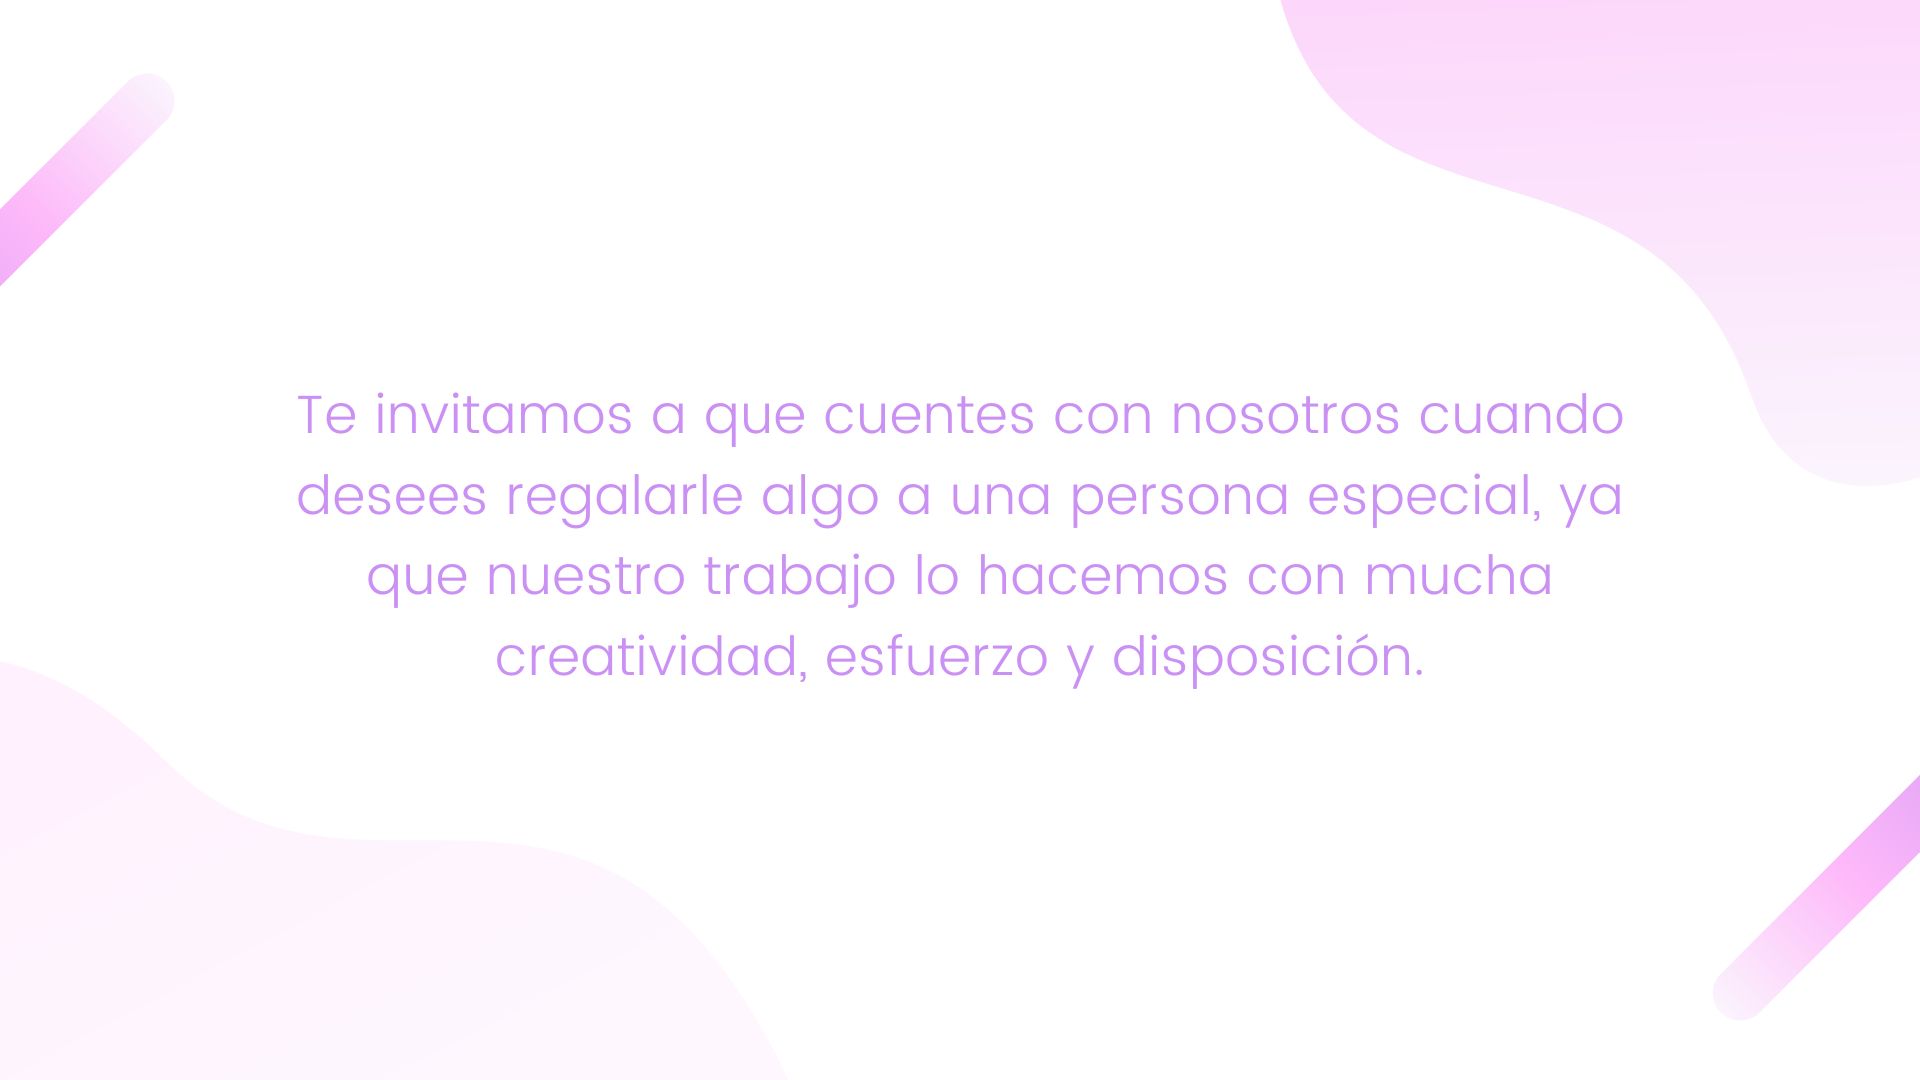 Te invitamos a que cuentes con nosotros cuando
desees regalarle algo a una persona especial, ya
que nuestro trabajo lo hacemos con mucha
creatividad, esfuerzo y disposición.